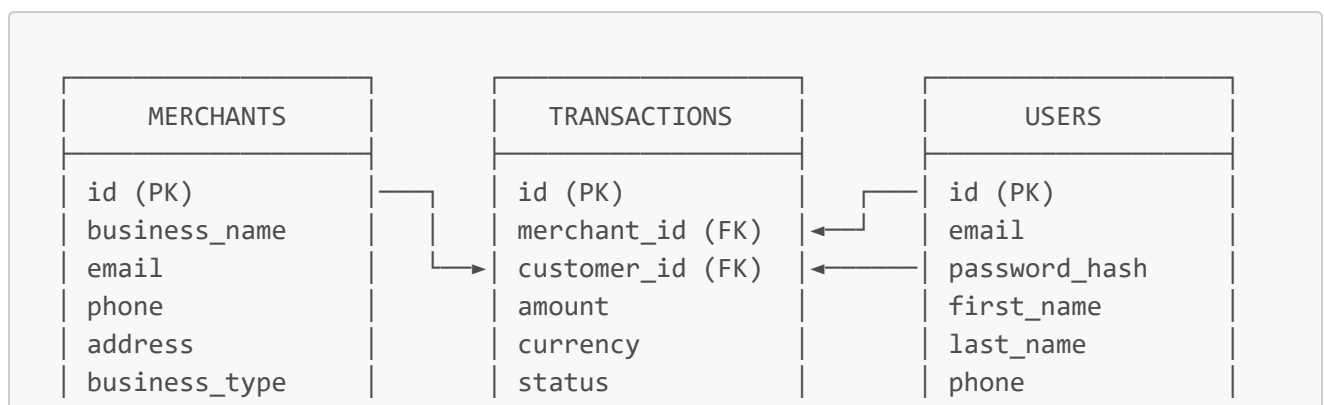 MERCHANTS TRANSACTIONS USERS
id (PK) id (PK) id (PK)
business_name merchant_id (FK) email
email customer_id (FK) password_hash
phone amount first_name
address currency last_name
business_type status phone